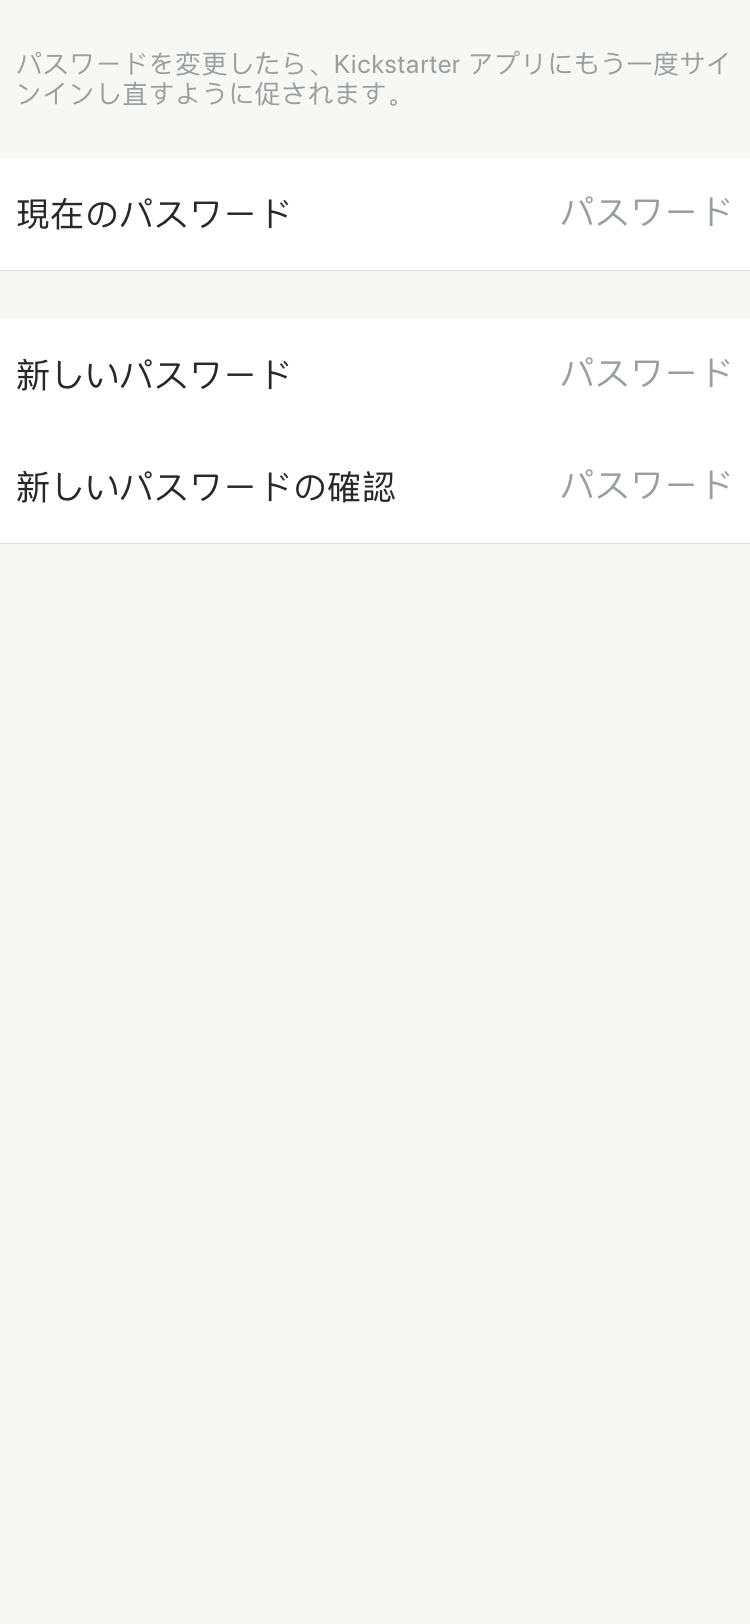 パスワードを変更したら、Kickstarter アプリにもう一度サイ
ンインし直すように促されます。
現在のパスワード パスワード
新しいパスワード パスワード
新しいパスワードの確認 パスワード